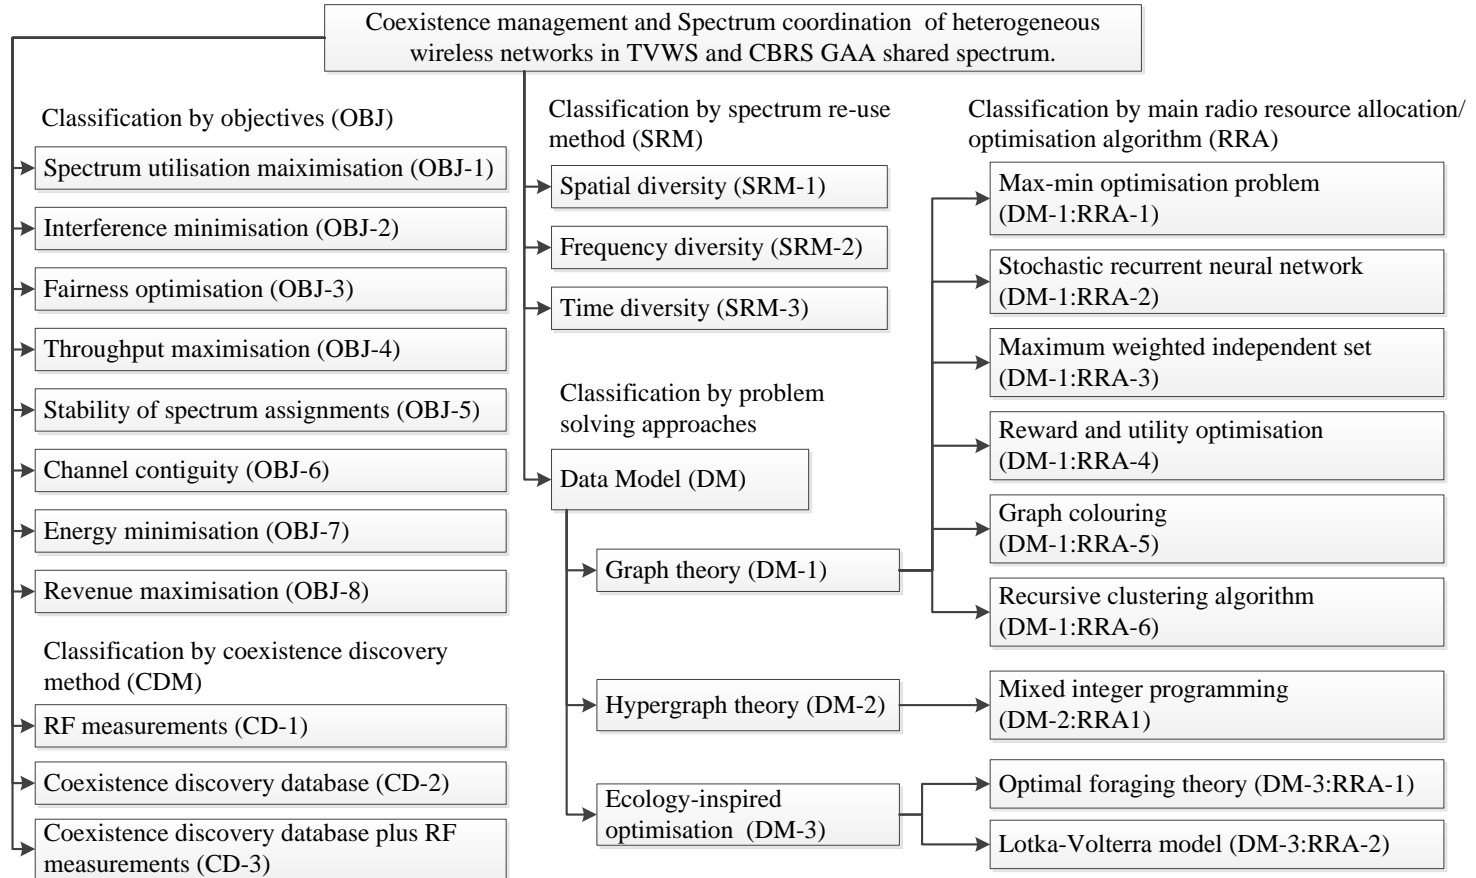 Coexistence management and Spectrum coordination of heterogeneous
wireless networks in TVWS and CBRS GAA shared spectrum.
Classification by objectives (OBJ)
Spectrum utilisation maiximisation (OBJ-1)
Interference minimisation (OBJ-2)
Fairness optimisation (OBJ-3)
Throughput maximisation (OBJ-4)
Stability of spectrum assignments (OBJ-5)
Channel contiguity (OBJ-6)
Energy minimisation (OBJ-7)
Revenue maximisation (OBJ-8)
Classification by coexistence discovery
method (CDM)
RF measurements (CD-1)
Coexistence discovery database (CD-2)
Coexistence discovery database plus RF
measurements (CD-3)
Classification by spectrum re-use
method (SRM)
Spatial diversity (SRM-1)
Frequency diversity (SRM-2)
Time diversity (SRM-3)
Classification by problem
solving approaches
Data Model (DM)
Graph theory (DM-1)
Hypergraph theory (DM-2)
Ecology-inspired
optimisation (DM-3)
Classification by main radio resource allocation/
optimisation algorithm (RRA)
Max-min optimisation problem
(DM-1:RRA-1)
Stochastic recurrent neural network
(DM-1:RRA-2)
Maximum weighted independent set
(DM-1:RRA-3)
Reward and utility optimisation
(DM-1:RRA-4)
Graph colouring
(DM-1:RRA-5)
Recursive clustering algorithm
(DM-1:RRA-6)
Mixed integer programming
(DM-2:RRA1)
Optimal foraging theory (DM-3:RRA-1)
Lotka-Volterra model (DM-3:RRA-2)